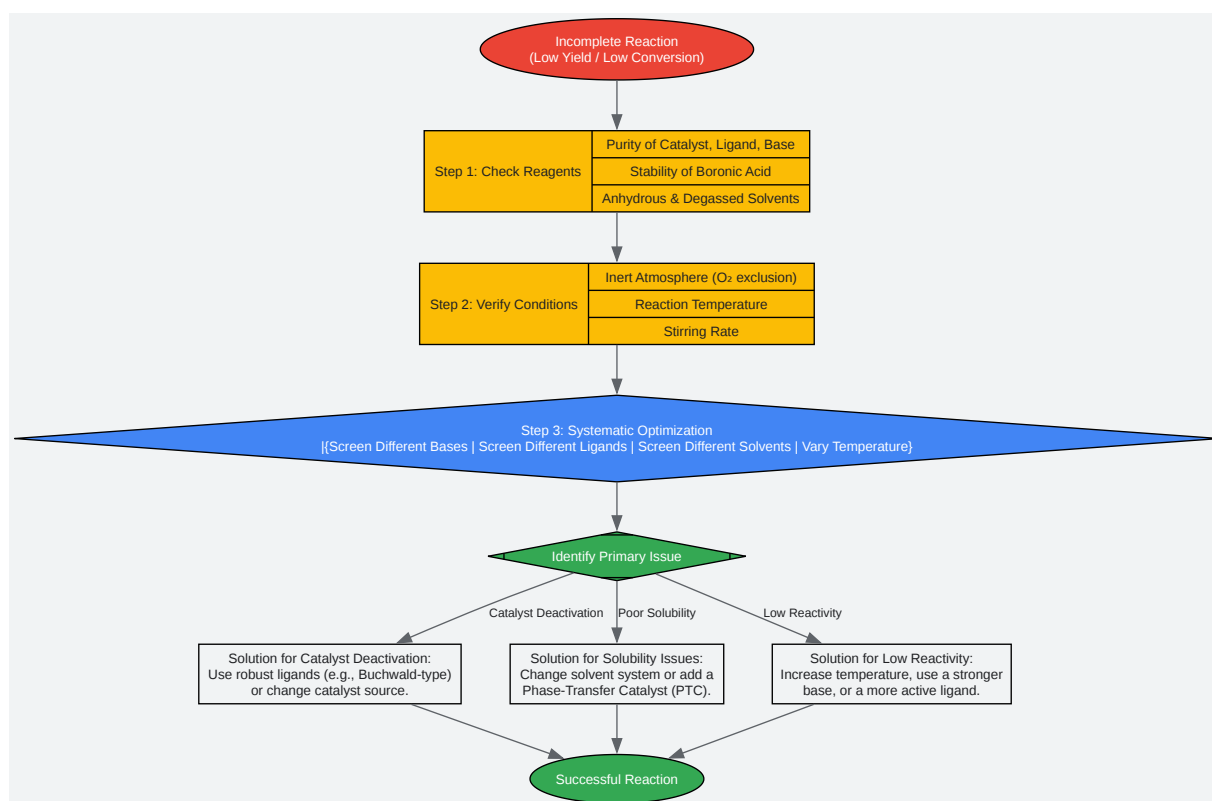 Incomplete Reaction
(Low Yield / Low Conversion)
Step 1: Check Reagents
Purity of Catalyst, Ligand, Base
Stability of Boronic Acid
Anhydrous & Degassed Solvents
Step 2: Verify Conditions
Inert Atmosphere (O₂ exclusion)
Reaction Temperature
Stirring Rate
Step 3: Systematic Optimization
|{Screen Different Bases | Screen Different Ligands | Screen Different Solvents | Vary Temperature}
Identify Primary Issue
Catalyst Deactivation
Poor Solubility
Low Reactivity
Solution for Catalyst Deactivation:
Use robust ligands (e.g., Buchwald-type)
or change catalyst source.
Solution for Solubility Issues:
Change solvent system or add a
Phase-Transfer Catalyst (PTC).
Solution for Low Reactivity:
Increase temperature, use a stronger
base, or a more active ligand.
Successful Reaction